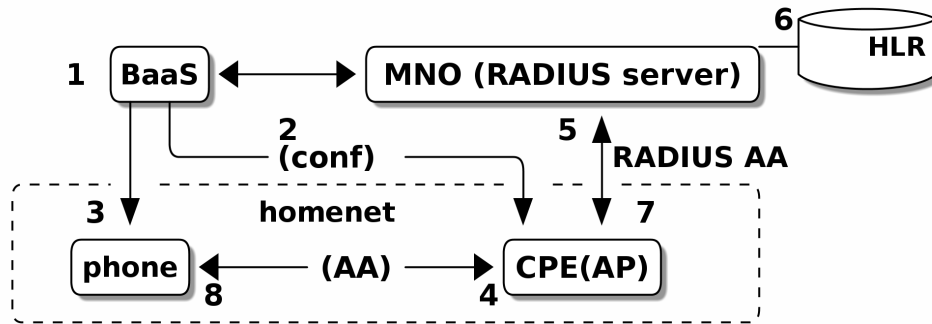 6
HLR
1
BaaS
MNO (RADIUS server)
2
(conf)
5
RADIUS AA
3
homenet
7
phone
(AA)
CPE(AP)
8
4